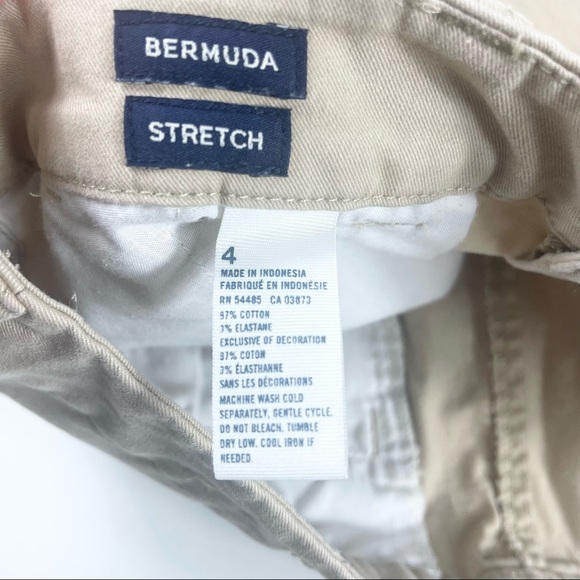 BERMUDA
STRETCH
4
MADE IN INDONESIA
FABRIQUÉ EN INDONÉSIE
RN 54485 CA 03873
97% COTTON
3% ELASTANE
EXCLUSIVE OF DECORATION
97% COTON
3% ÉLASTHANNE
SANS LES DÉCORATIONS
MACHINE WASH COLD
SEPARATELY, GENTLE CYCLE.
DO NOT BLEACH. TUMBLE
DRY LOW. COOL IRON IF
NEEDED.